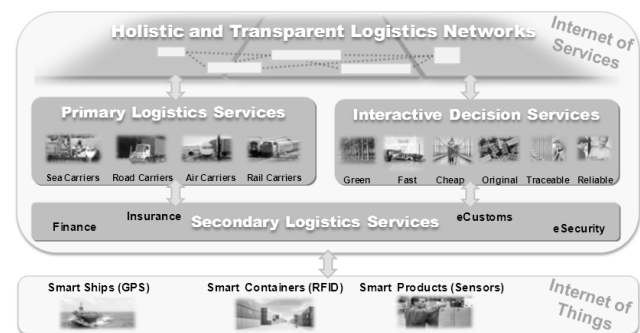 Holistic and Transparent Logistics Networks
Internet of
Services
Primary Logistics Services
Sea Carriers Road Carriers Air Carriers Rail Carriers
Interactive Decision Services
Green Fast Cheap Original Traceable Reliable
Secondary Logistics Services
Finance
Insurance
eCustoms
eSecurity
Smart Ships (GPS)
Smart Containers (RFID)
Smart Products (Sensors)
Internet of
Things